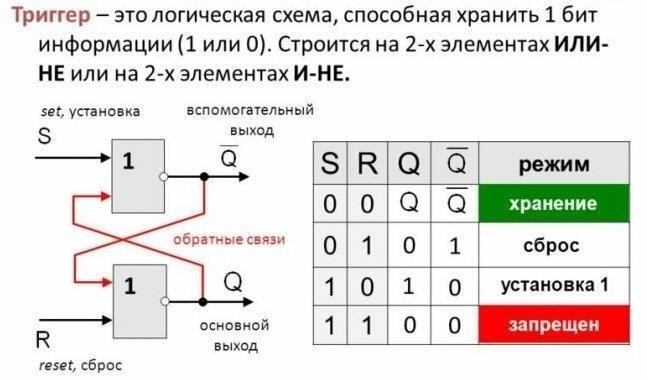 Триггер – это логическая схема, способная хранить 1 бит
информации (1 или 0). Строится на 2-х элементах ИЛИ-
НЕ или на 2-х элементах И-НЕ.
set, установка
вспомогательный
выход
S
1
Q̅
обратные связи
1
Q
R
основной
выход
reset, сброс
S R Q Q̅ режим
0 0 Q Q̅ хранение
0 1 0 1 сброс
1 0 1 0 установка 1
1 1 0 0 запрещен